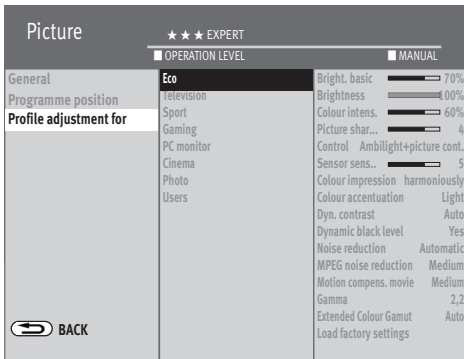 Picture
★ ★ ★ EXPERT
OPERATION LEVEL
MANUAL
General
Programme position
Profile adjustment for
Eco
Television
Sport
Gaming
PC monitor
Cinema
Photo
Users
Bright. basic 70%
Brightness 100%
Colour intens. 60%
Picture shar... 4
Control Ambilight+picture cont.
Sensor sens.. 5
Colour impression harmoniously
Colour accentuation Light
Dyn. contrast Auto
Dynamic black level Yes
Noise reduction Automatic
MPEG noise reduction Medium
Motion compens. movie Medium
Gamma 2,2
Extended Colour Gamut Auto
Load factory settings
BACK